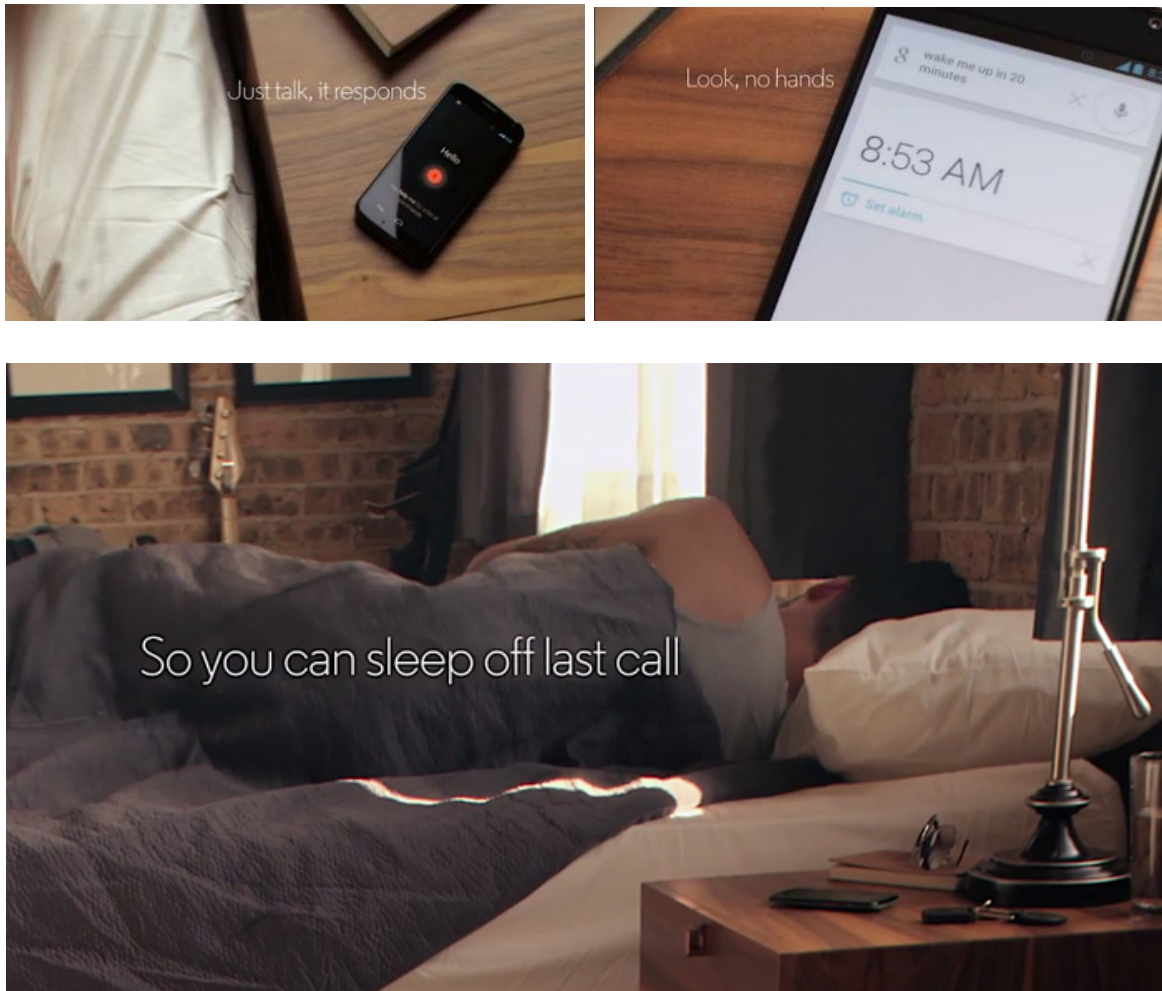 Just talk, it responds
Hello
Look, no hands
8:
g wake me up in 20
minutes
8:53 AM
Set alarm
So you can sleep off last call